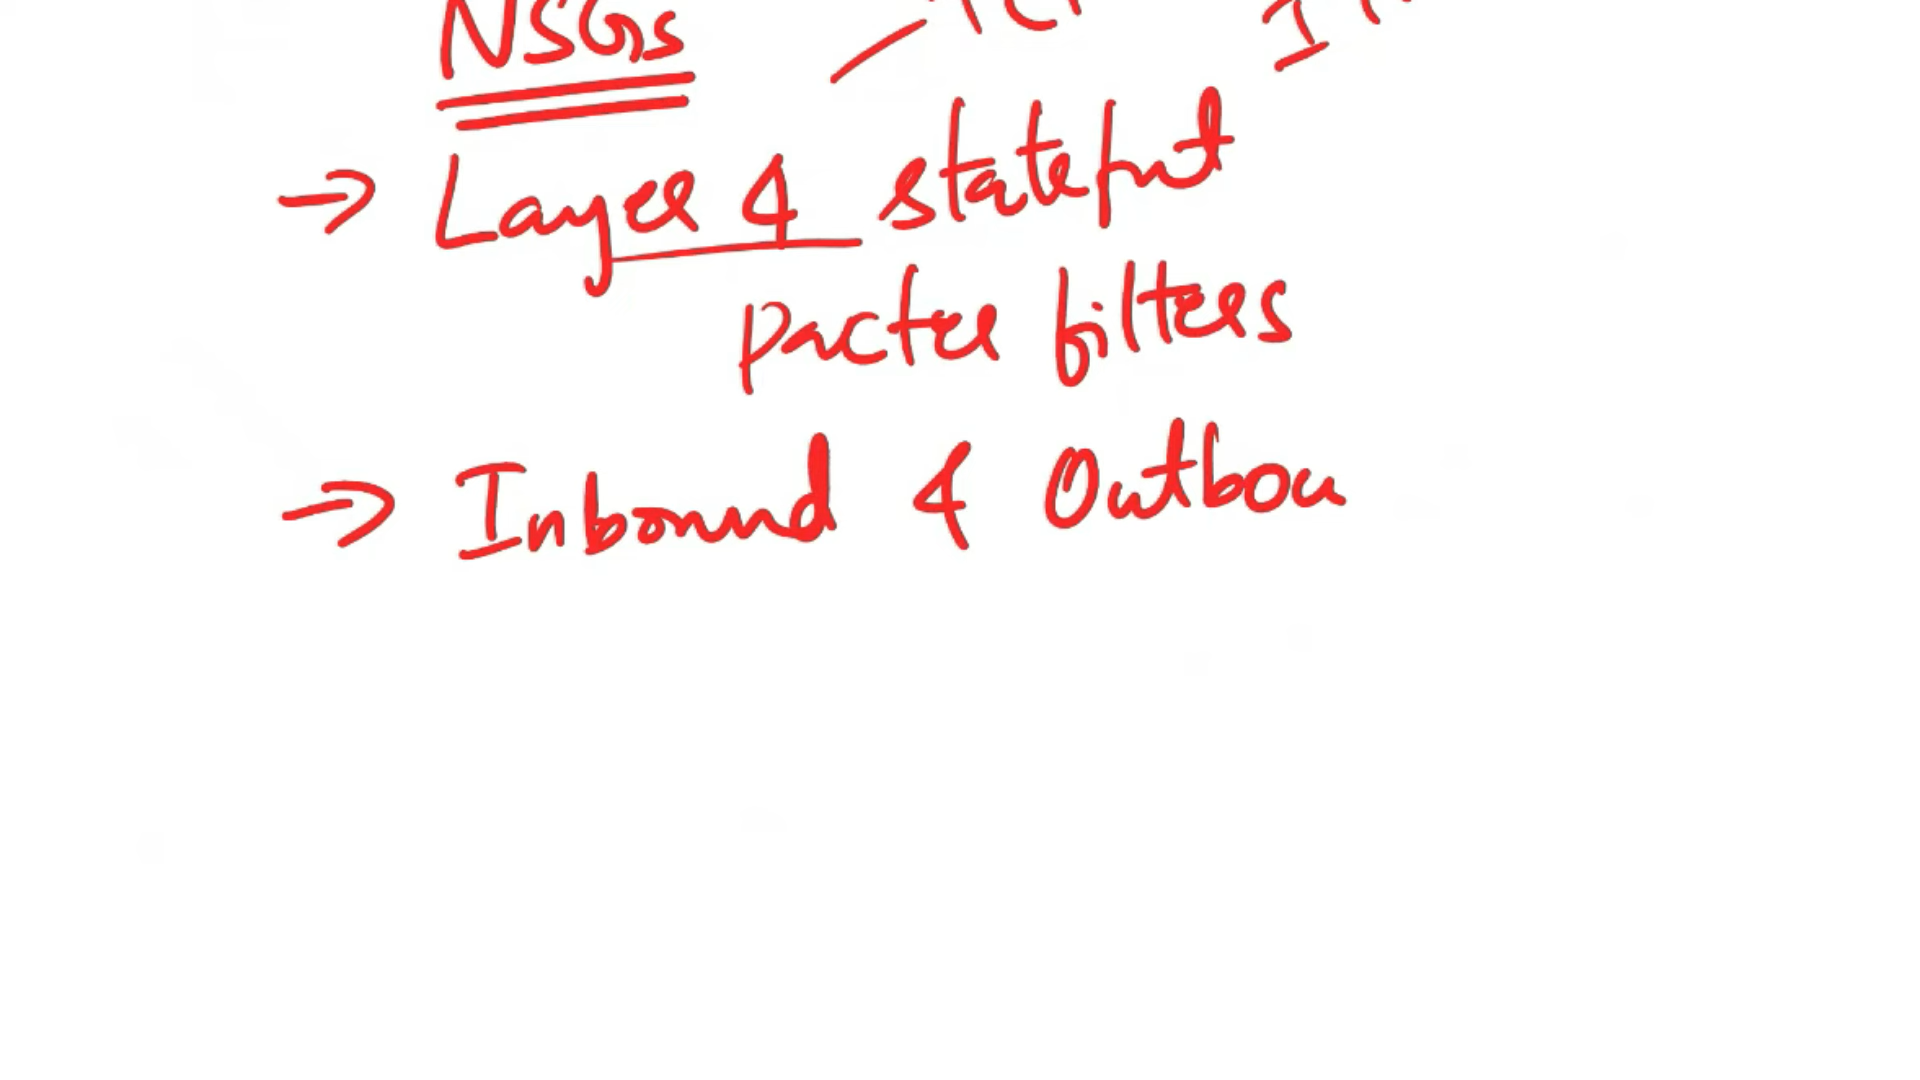 NSGs
→ Layer 4 stateful
packet filters
→ Inbound & Outbou